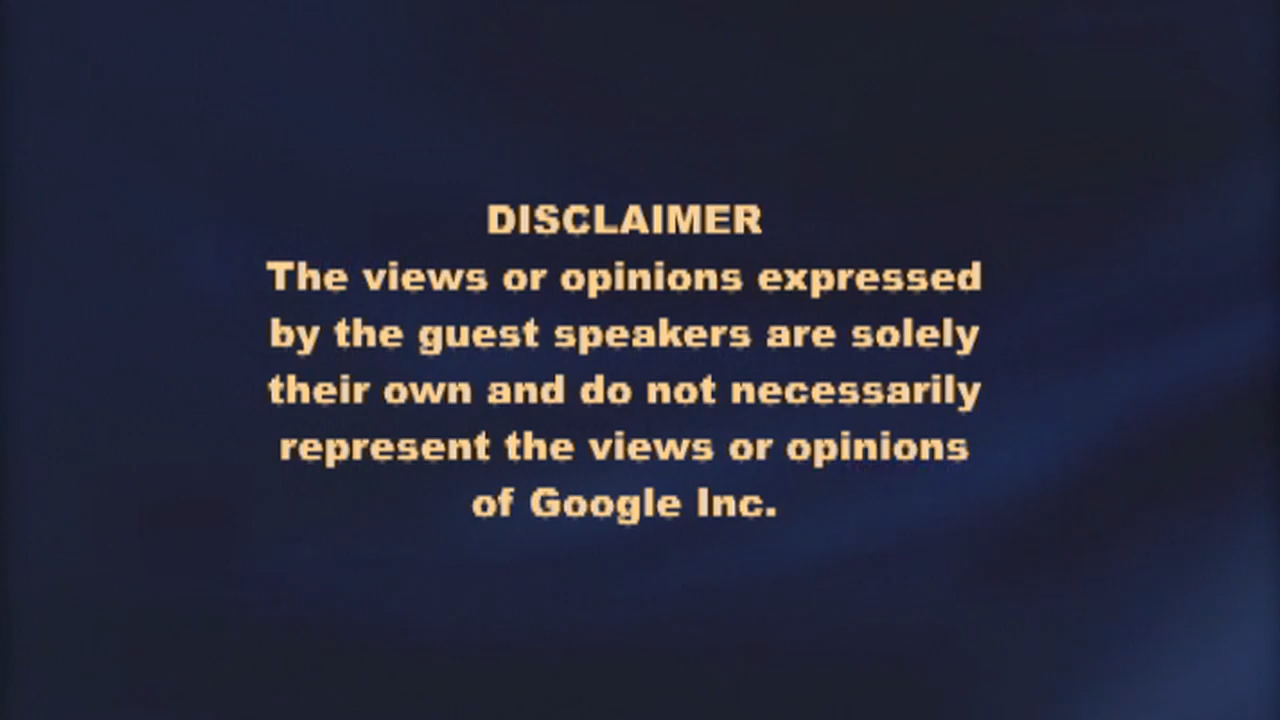 DISCLAIMER
The views or opinions expressed
by the guest speakers are solely
their own and do not necessarily
represent the views or opinions
of Google Inc.